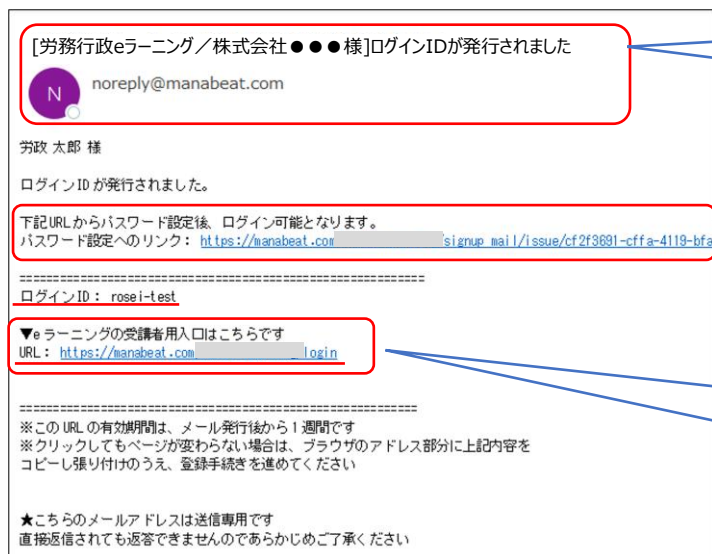 [労務行政eラーニング／株式会社●●●様]ログインIDが発行されました
N
noreply@manabeat.com
労政 太郎 様
ログインIDが発行されました。
下記URLからパスワード設定後、ログイン可能となります。
パスワード設定へのリンク： https://manabeat.com /signup_mail/issue/cf2f3691-cffa-4119-bfa
============================================================
ログインID： rosei-test
▼eラーニングの受講者用入口はこちらです
URL： https://manabeat.com _login
============================================================
※このURLの有効期間は、メール発行後から1週間です
※クリックしてもページが変わらない場合は、ブラウザのアドレス部分に上記内容を
コピーし張り付けのうえ、登録手続きを進めてください
★こちらのメールアドレスは送信専用です
直接返信されても返答できませんのであらかじめご了承ください